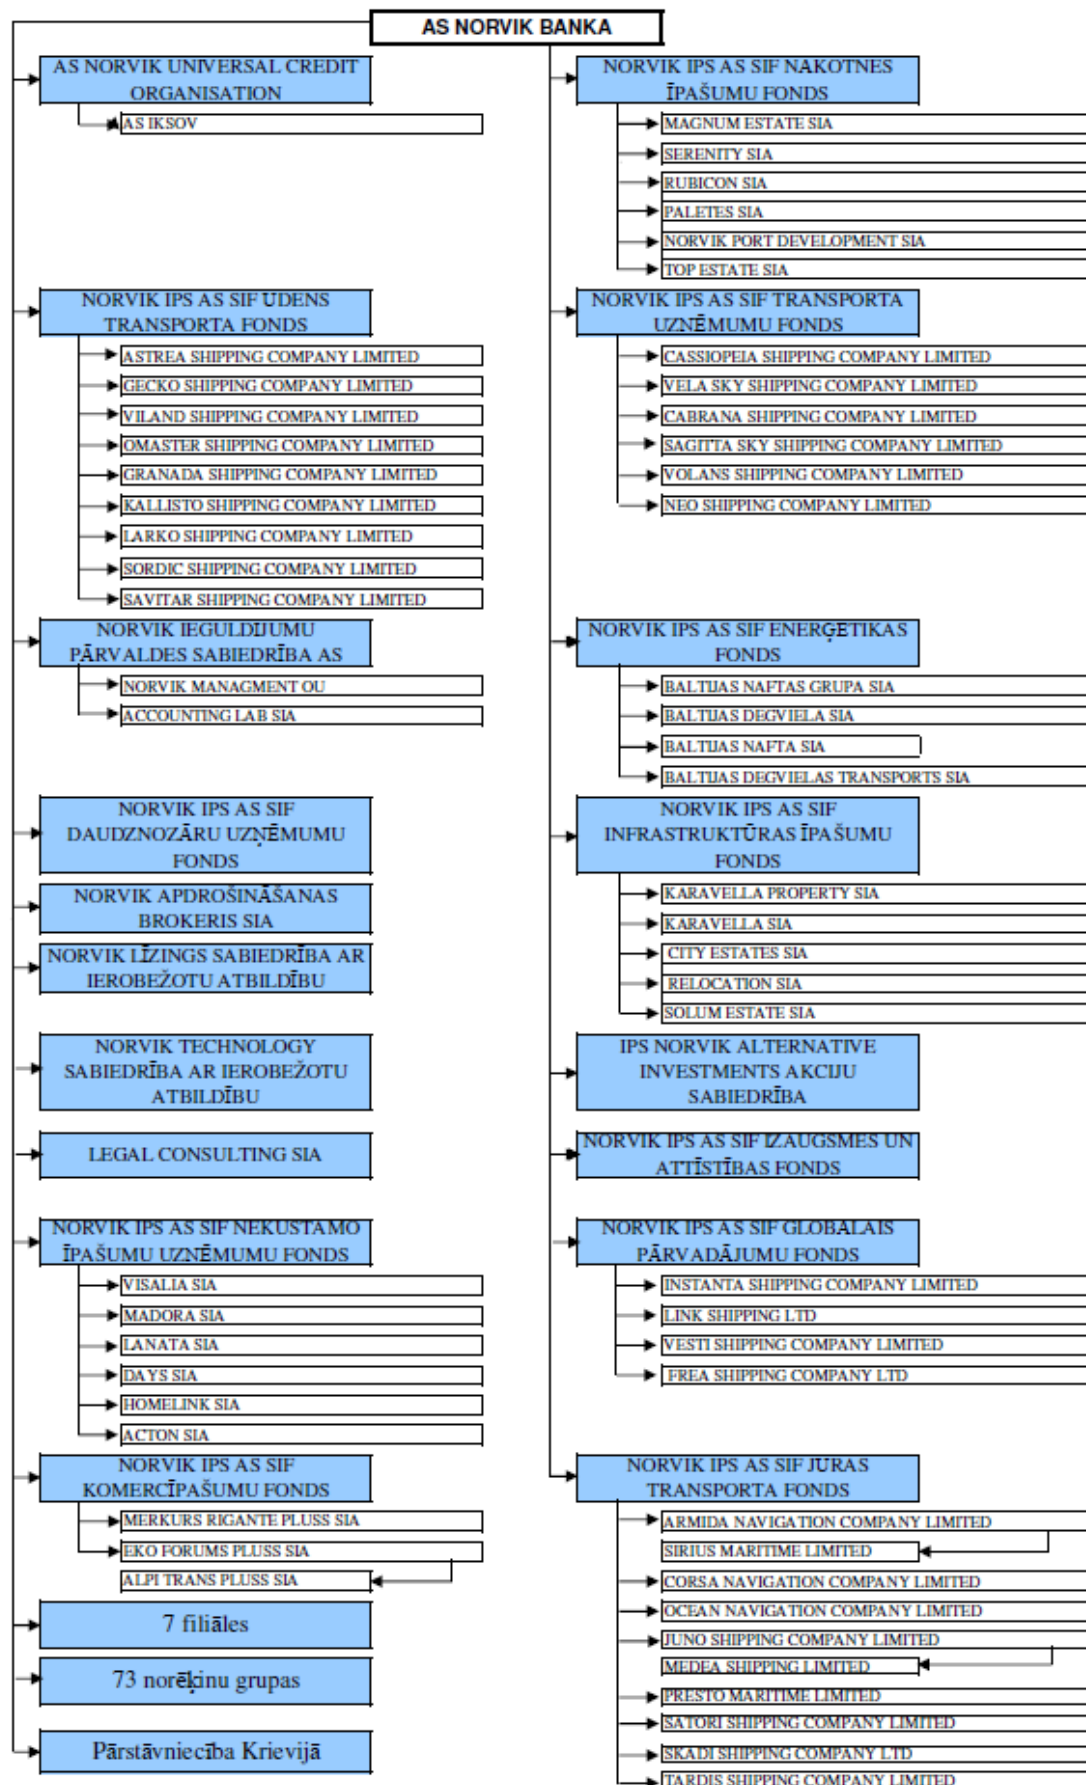 AS NORVIK BANKA
AS NORVIK UNIVERSAL CREDIT
ORGANISATION
AS IKSOV
NORVIK IPS AS SIF UDENS
TRANSPORTA FONDS
ASTREA SHIPPING COMPANY LIMITED
GECKO SHIPPING COMPANY LIMITED
VILAND SHIPPING COMPANY LIMITED
OMASTER SHIPPING COMPANY LIMITED
GRANADA SHIPPING COMPANY LIMITED
KALLISTO SHIPPING COMPANY LIMITED
LARKO SHIPPING COMPANY LIMITED
SORDIC SHIPPING COMPANY LIMITED
SAVITAR SHIPPING COMPANY LIMITED
NORVIK IEGULDIJUMU
PĀRVALDES SABIEDRĪBA AS
NORVIK MANAGMENT OU
ACCOUNTING LAB SIA
NORVIK IPS AS SIF
DAUDZNOZĀRU UZŅĒMUMU
FONDS
NORVIK APDROŠINĀŠANAS
BROKERIS SIA
NORVIK LĪZINGS SABIEDRĪBA AR
IEROBEŽOTU ATBILDĪBU
NORVIK TECHNOLOGY
SABIEDRĪBA AR IEROBEŽOTU
ATBILDĪBU
LEGAL CONSULTING SIA
NORVIK IPS AS SIF NEKUSTAMO
ĪPAŠUMU UZŅĒMUMU FONDS
VISALIA SIA
MADORA SIA
LANATA SIA
DAYS SIA
HOMELINK SIA
ACTON SIA
NORVIK IPS AS SIF
KOMERCĪPAŠUMU FONDS
MERKURS RIGANTE PLUSS SIA
EKO FORUMS PLUSS SIA
ALPI TRANS PLUSS SIA
7 filiāles
73 norēķinu grupas
Pārstāvniecība Krievijā
NORVIK IPS AS SIF NAKOTNES
ĪPAŠUMU FONDS
MAGNUM ESTATE SIA
SERENITY SIA
RUBICON SIA
PALETES SIA
NORVIK PORT DEVELOPMENT SIA
TOP ESTATE SIA
NORVIK IPS AS SIF TRANSPORTA
UZŅĒMUMU FONDS
CASSIOPEIA SHIPPING COMPANY LIMITED
VELA SKY SHIPPING COMPANY LIMITED
CABRANA SHIPPING COMPANY LIMITED
SAGITTA SKY SHIPPING COMPANY LIMITED
VOLANS SHIPPING COMPANY LIMITED
NEO SHIPPING COMPANY LIMITED
NORVIK IPS AS SIF ENERĢĒTIKAS
FONDS
BALTIJAS NAFTAS GRUPA SIA
BALTIJAS DEGVIELA SIA
BALTIJAS NAFTA SIA
BALTIJAS DEGVIELAS TRANSPORTS SIA
NORVIK IPS AS SIF
INFRASTRUKTŪRAS ĪPAŠUMU
FONDS
KARAVELLA PROPERTY SIA
KARAVELLA SIA
CITY ESTATES SIA
RELOCATION SIA
SOLUM ESTATE SIA
IPS NORVIK ALTERNATIVE
INVESTMENTS AKCIJU
SABIEDRĪBA
NORVIK IPS AS SIF IZAUGSMES UN
ATTĪSTĪBAS FONDS
NORVIK IPS AS SIF GLOBALAIS
PĀRVADĀJUMU FONDS
INSTANTA SHIPPING COMPANY LIMITED
LINK SHIPPING LTD
VESTI SHIPPING COMPANY LIMITED
FREA SHIPPING COMPANY LTD
NORVIK IPS AS SIF JURAS
TRANSPORTA FONDS
ARMIDA NAVIGATION COMPANY LIMITED
SIRIUS MARITIME LIMITED
CORSA NAVIGATION COMPANY LIMITED
OCEAN NAVIGATION COMPANY LIMITED
JUNO SHIPPING COMPANY LIMITED
MEDEA SHIPPING LIMITED
PRESTO MARITIME LIMITED
SATORI SHIPPING COMPANY LIMITED
SKADI SHIPPING COMPANY LTD
TARDIS SHIPPING COMPANY LIMITED